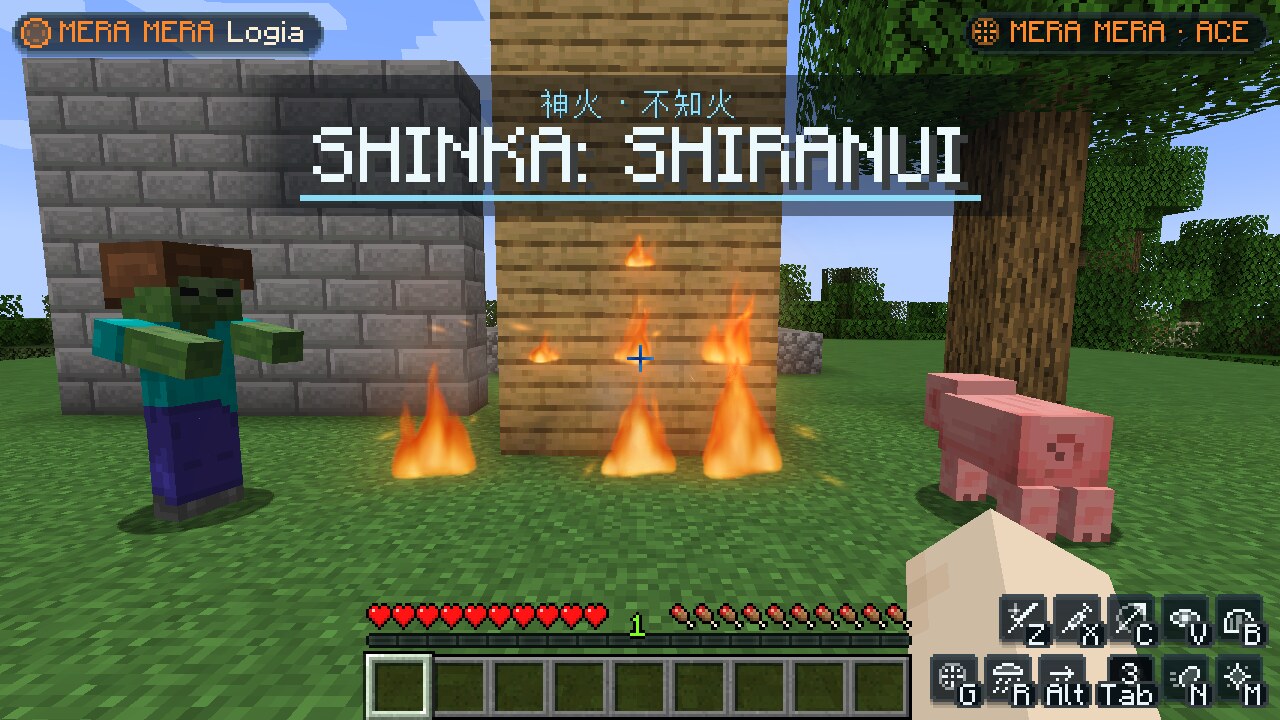 MERA MERA Logia
MERA MERA · ACE
神火 · 不知火
SHINKA: SHIRANUI
1
Z X C V B
G R Alt 3 Tab N M